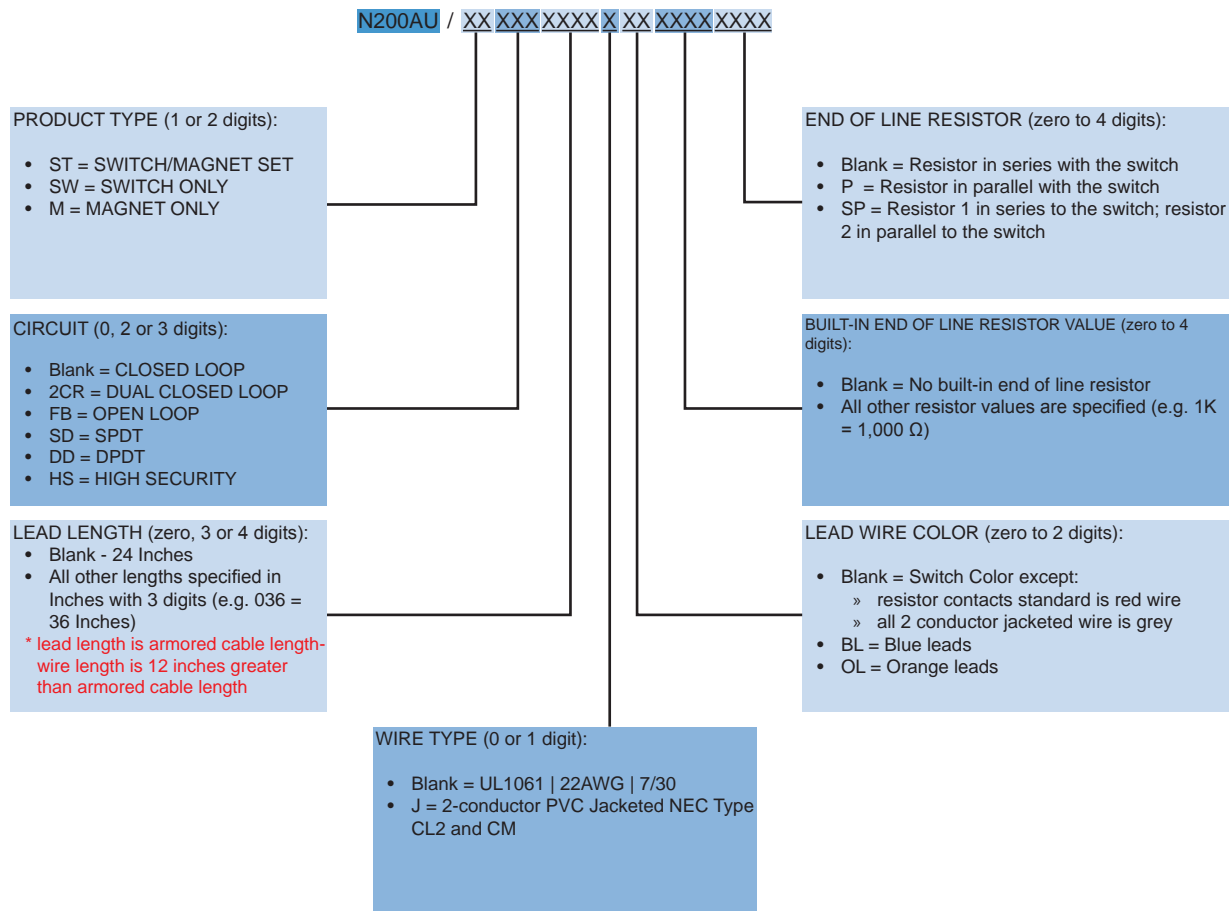 N200AU / XX XXX XXXX X XX XXXX XXXX
PRODUCT TYPE (1 or 2 digits):
• ST = SWITCH/MAGNET SET
• SW = SWITCH ONLY
• M = MAGNET ONLY
CIRCUIT (0, 2 or 3 digits):
• Blank = CLOSED LOOP
• 2CR = DUAL CLOSED LOOP
• FB = OPEN LOOP
• SD = SPDT
• DD = DPDT
• HS = HIGH SECURITY
LEAD LENGTH (zero, 3 or 4 digits):
• Blank - 24 Inches
• All other lengths specified in
Inches with 3 digits (e.g. 036 =
36 Inches)
* lead length is armored cable length-
wire length is 12 inches greater
than armored cable length
WIRE TYPE (0 or 1 digit):
• Blank = UL1061 | 22AWG | 7/30
• J = 2-conductor PVC Jacketed NEC Type
CL2 and CM
END OF LINE RESISTOR (zero to 4 digits):
• Blank = Resistor in series with the switch
• P = Resistor in parallel with the switch
• SP = Resistor 1 in series to the switch; resistor
2 in parallel to the switch
BUILT-IN END OF LINE RESISTOR VALUE (zero to 4
digits):
• Blank = No built-in end of line resistor
• All other resistor values are specified (e.g. 1K
= 1,000 Ω)
LEAD WIRE COLOR (zero to 2 digits):
• Blank = Switch Color except:
» resistor contacts standard is red wire
» all 2 conductor jacketed wire is grey
• BL = Blue leads
• OL = Orange leads